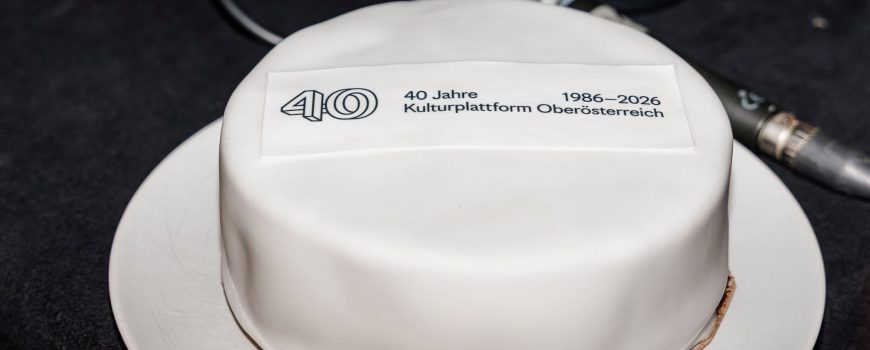 40 40 Jahre 1986–2026
Kulturplattform Oberösterreich